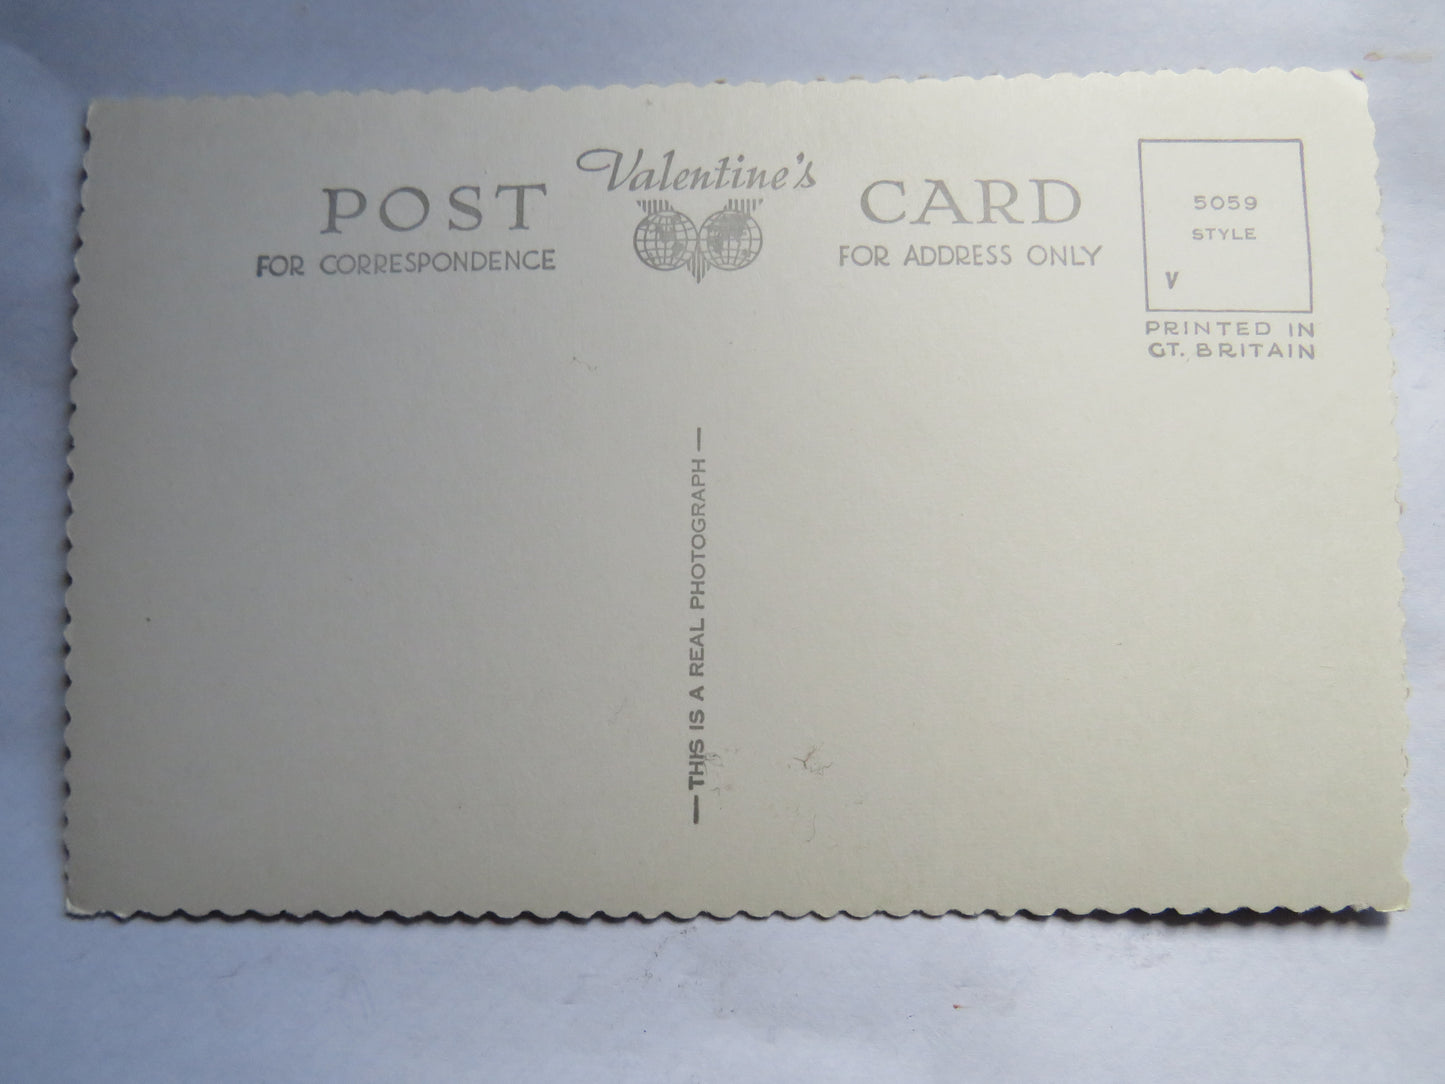 Valentine's
POST CARD
FOR CORRESPONDENCE FOR ADDRESS ONLY
5059
STYLE
V
PRINTED IN
GT. BRITAIN
—THIS IS A REAL PHOTOGRAPH—